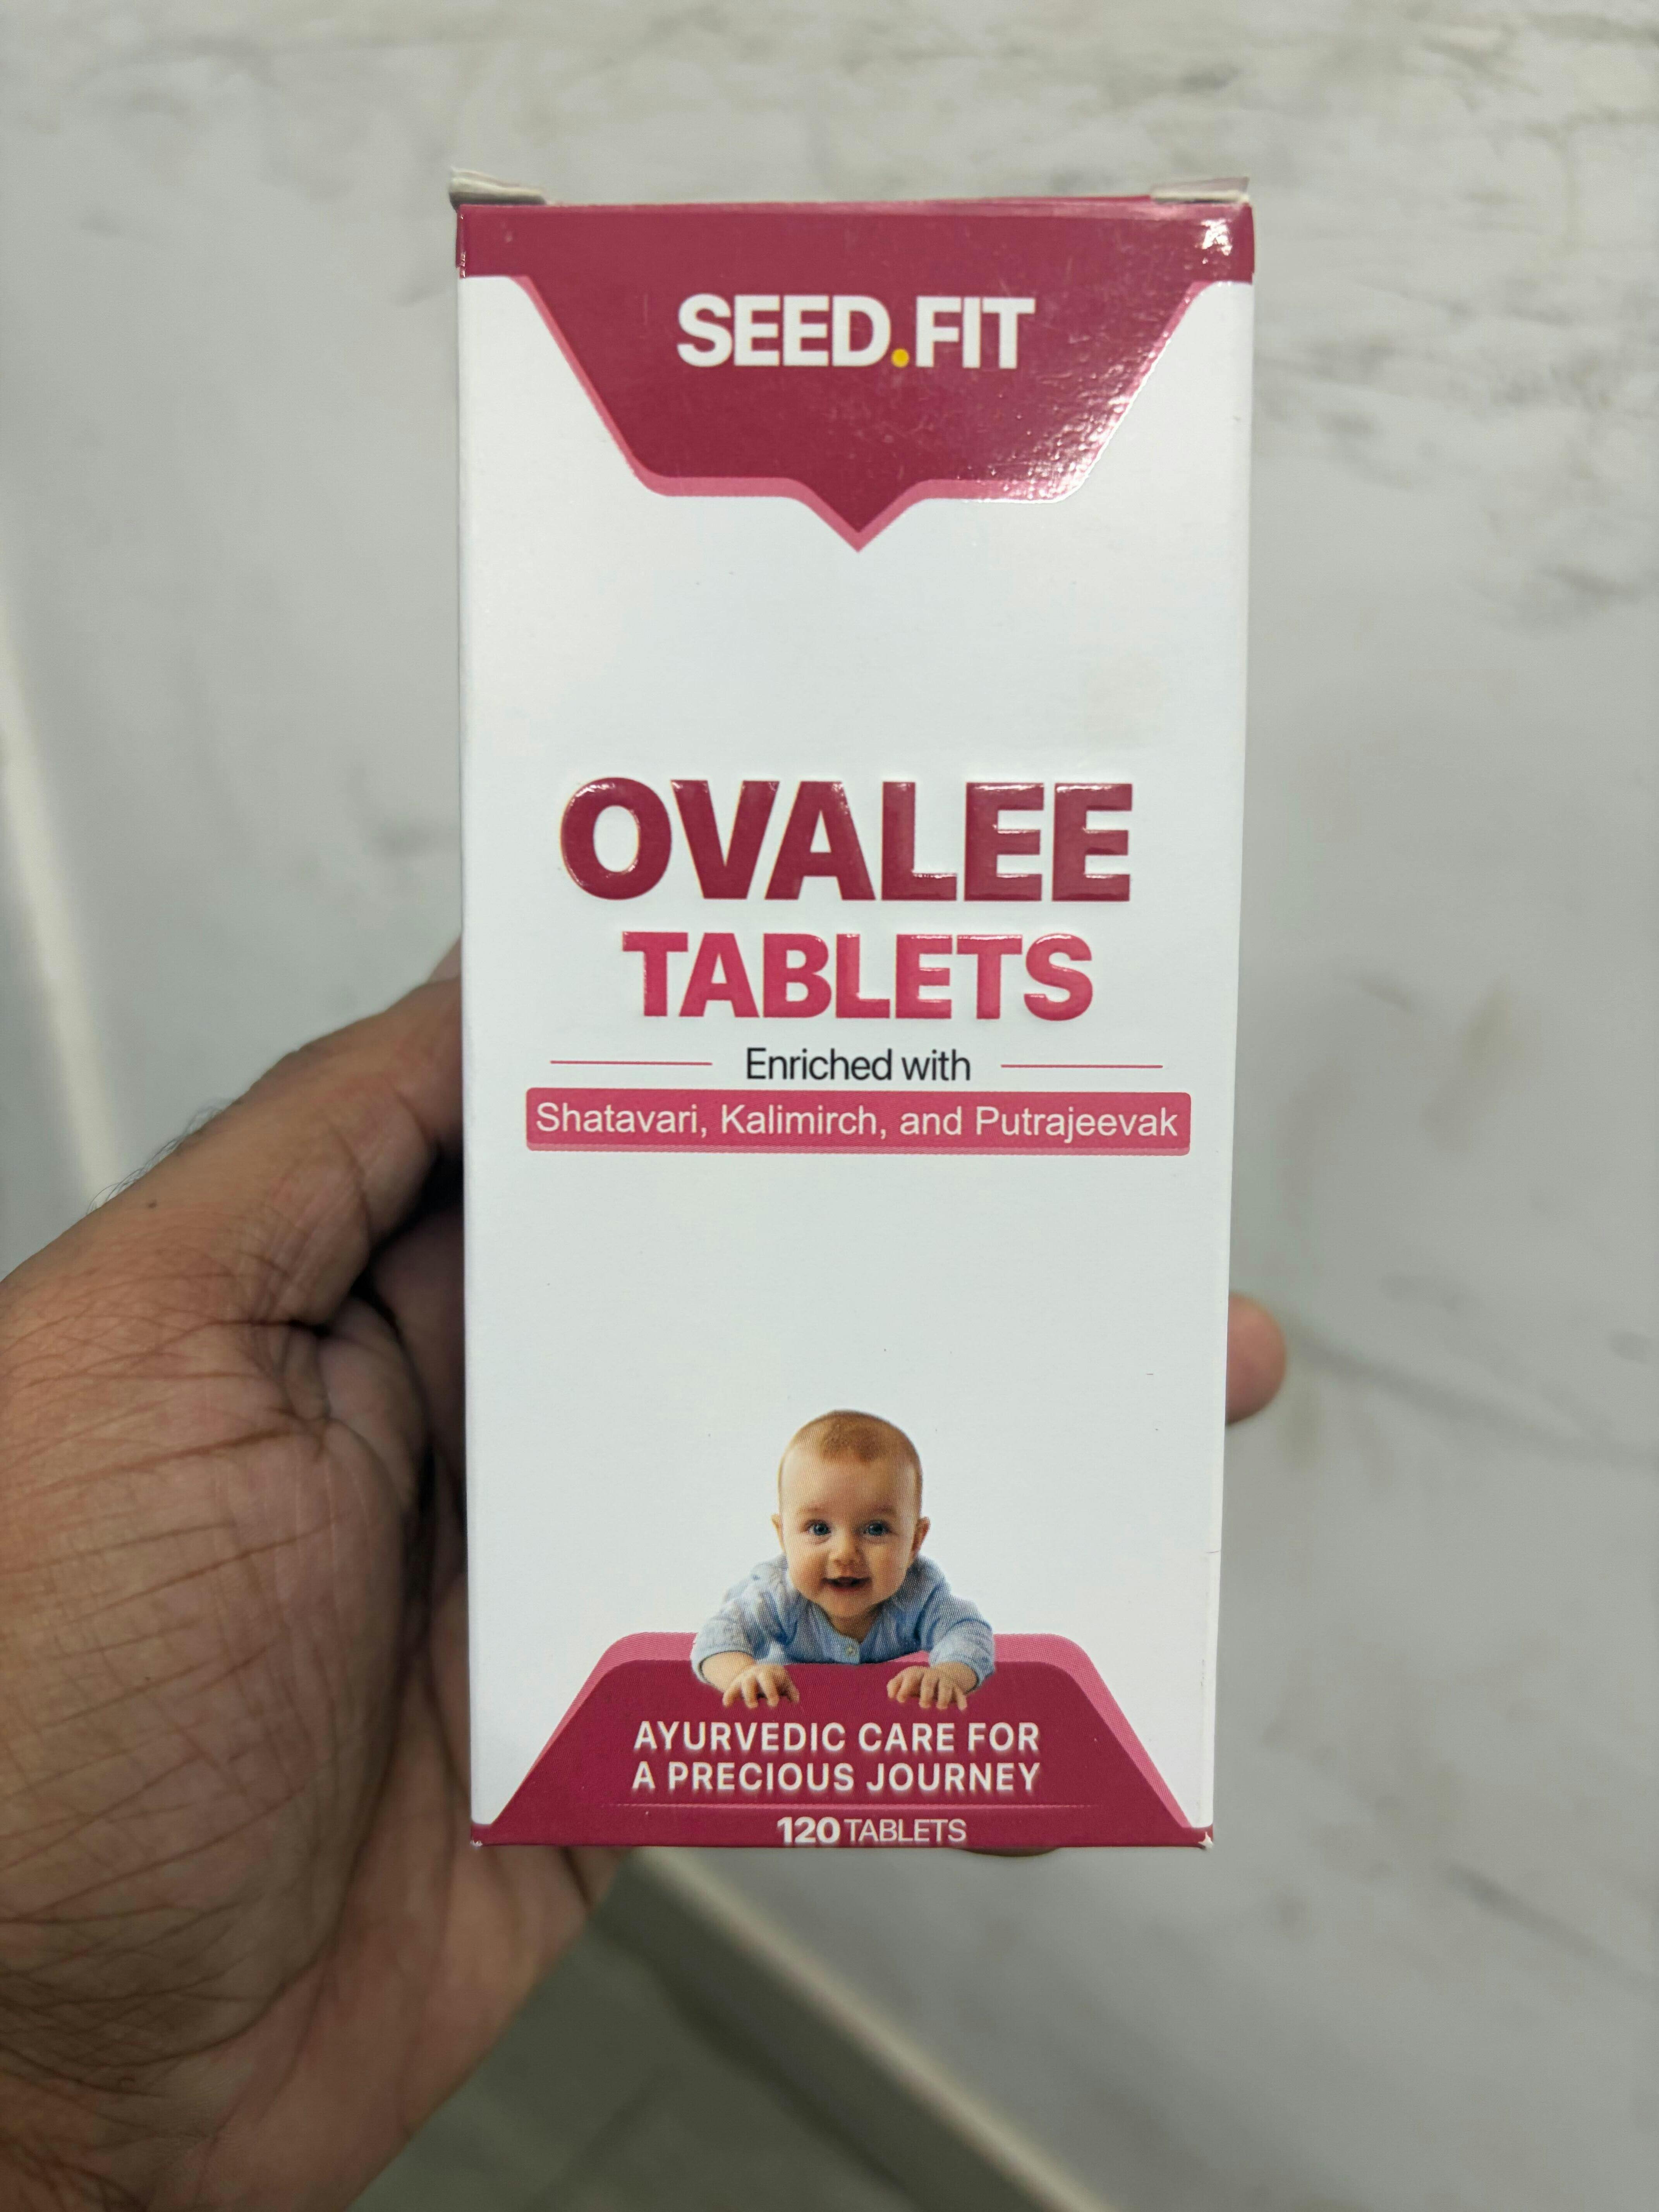 SEED.FIT
OVALEE
TABLETS
Enriched with
Shatavari, Kalimirch, and Putrajeevak
AYURVEDIC CARE FOR
A PRECIOUS JOURNEY
120 TABLETS